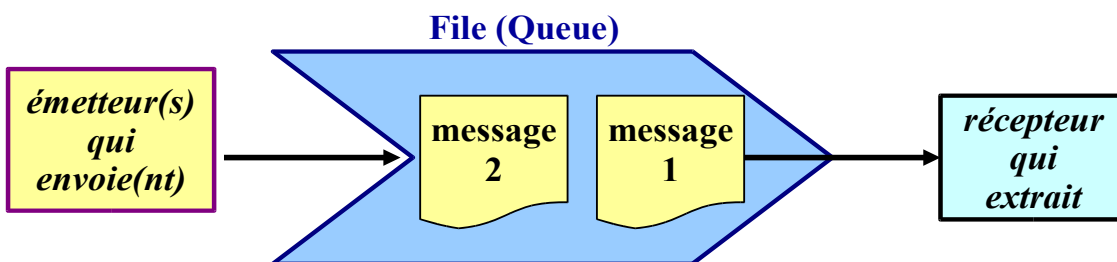 File (Queue)
émetteur(s)
qui
envoie(nt)
message
2
message
1
récepteur
qui
extrait